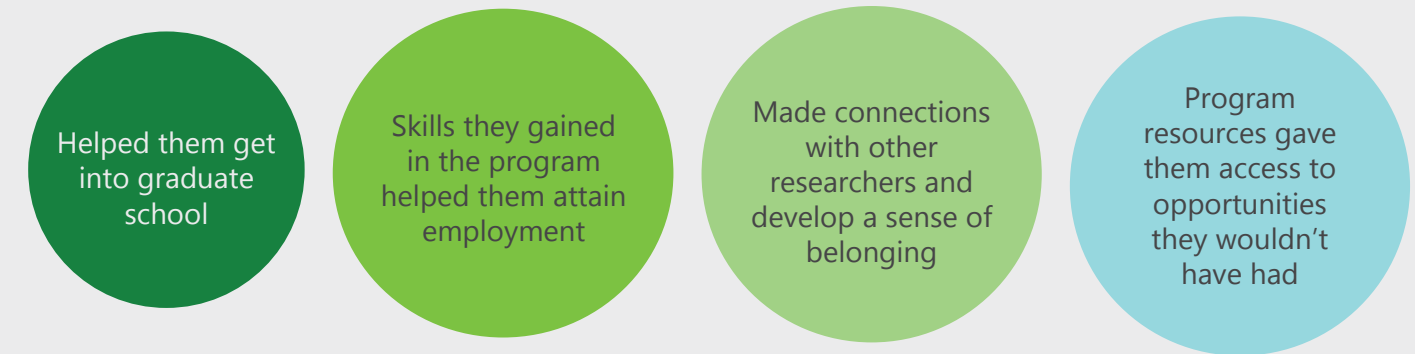 Helped them get
into graduate
school
Skills they gained
in the program
helped them attain
employment
Made connections
with other
researchers and
develop a sense of
belonging
Program
resources gave
them access to
opportunities
they wouldn’t
have had